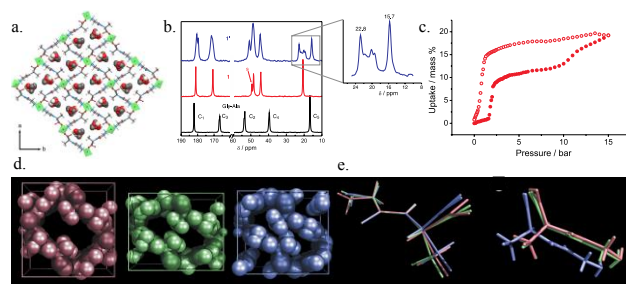 a.
b.
c.
a
b
1'
1
Gly-Ala
C₁ C₃ C₂ C₄ C₅
190 180 170 60 50 40 30 20 10
δ / ppm
22,8
15,7
24 20 16 12 8
δ / ppm
Uptake / mass %
20
15
10
5
0
0 5 10 15
Pressure / bar
d.
e.